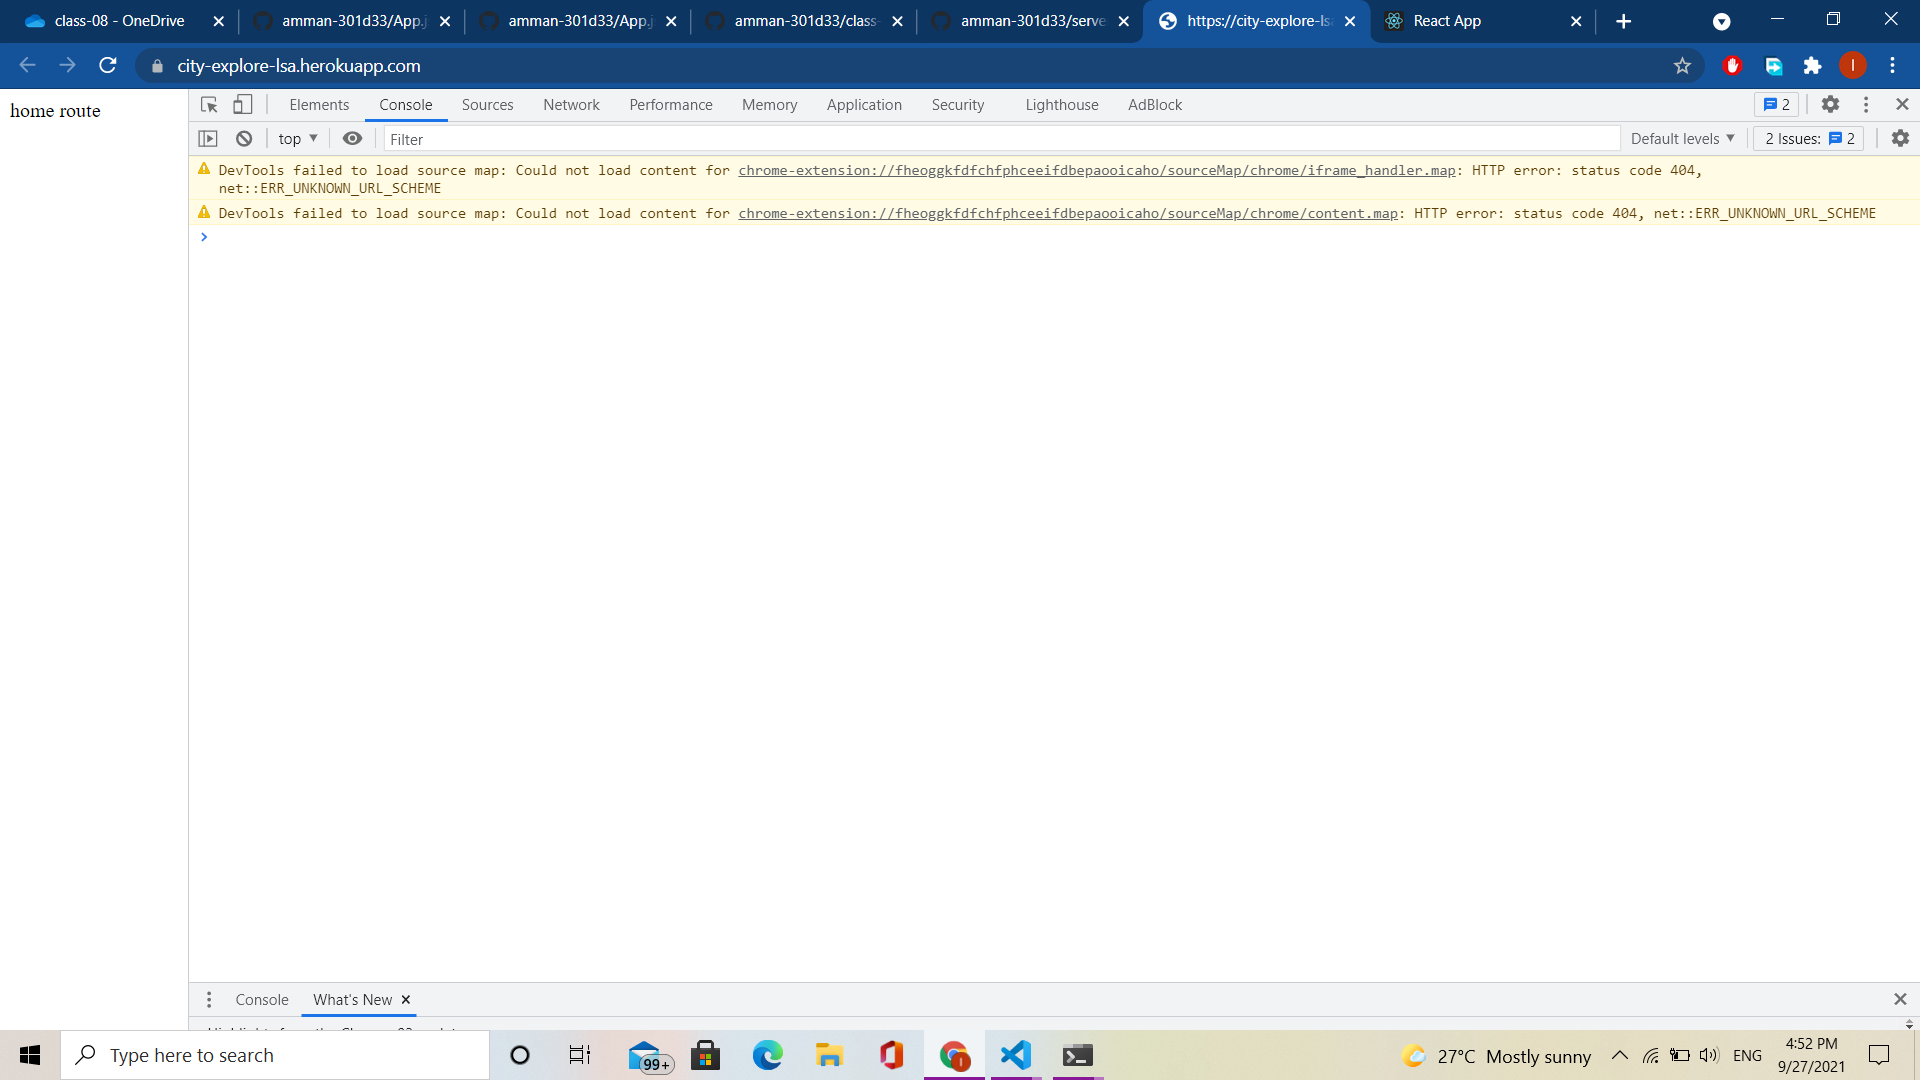 class-08 - OneDrive
amman-301d33/App.j
amman-301d33/App.j
amman-301d33/class-
amman-301d33/serve
https://city-explore-lsa
React App
city-explore-lsa.herokuapp.com
I
home route
Elements Console Sources Network Performance Memory Application Security Lighthouse AdBlock
2
top
Filter
Default levels
2 Issues: 2
DevTools failed to load source map: Could not load content for chrome-extension://fheoggkfdfchfphceeifdbepaooicaho/sourceMap/chrome/iframe_handler.map: HTTP error: status code 404,
net::ERR_UNKNOWN_URL_SCHEME
DevTools failed to load source map: Could not load content for chrome-extension://fheoggkfdfchfphceeifdbepaooicaho/sourceMap/chrome/content.map: HTTP error: status code 404, net::ERR_UNKNOWN_URL_SCHEME
Console What's New
Type here to search
99+
I
27°C Mostly sunny
ENG
4:52 PM
9/27/2021